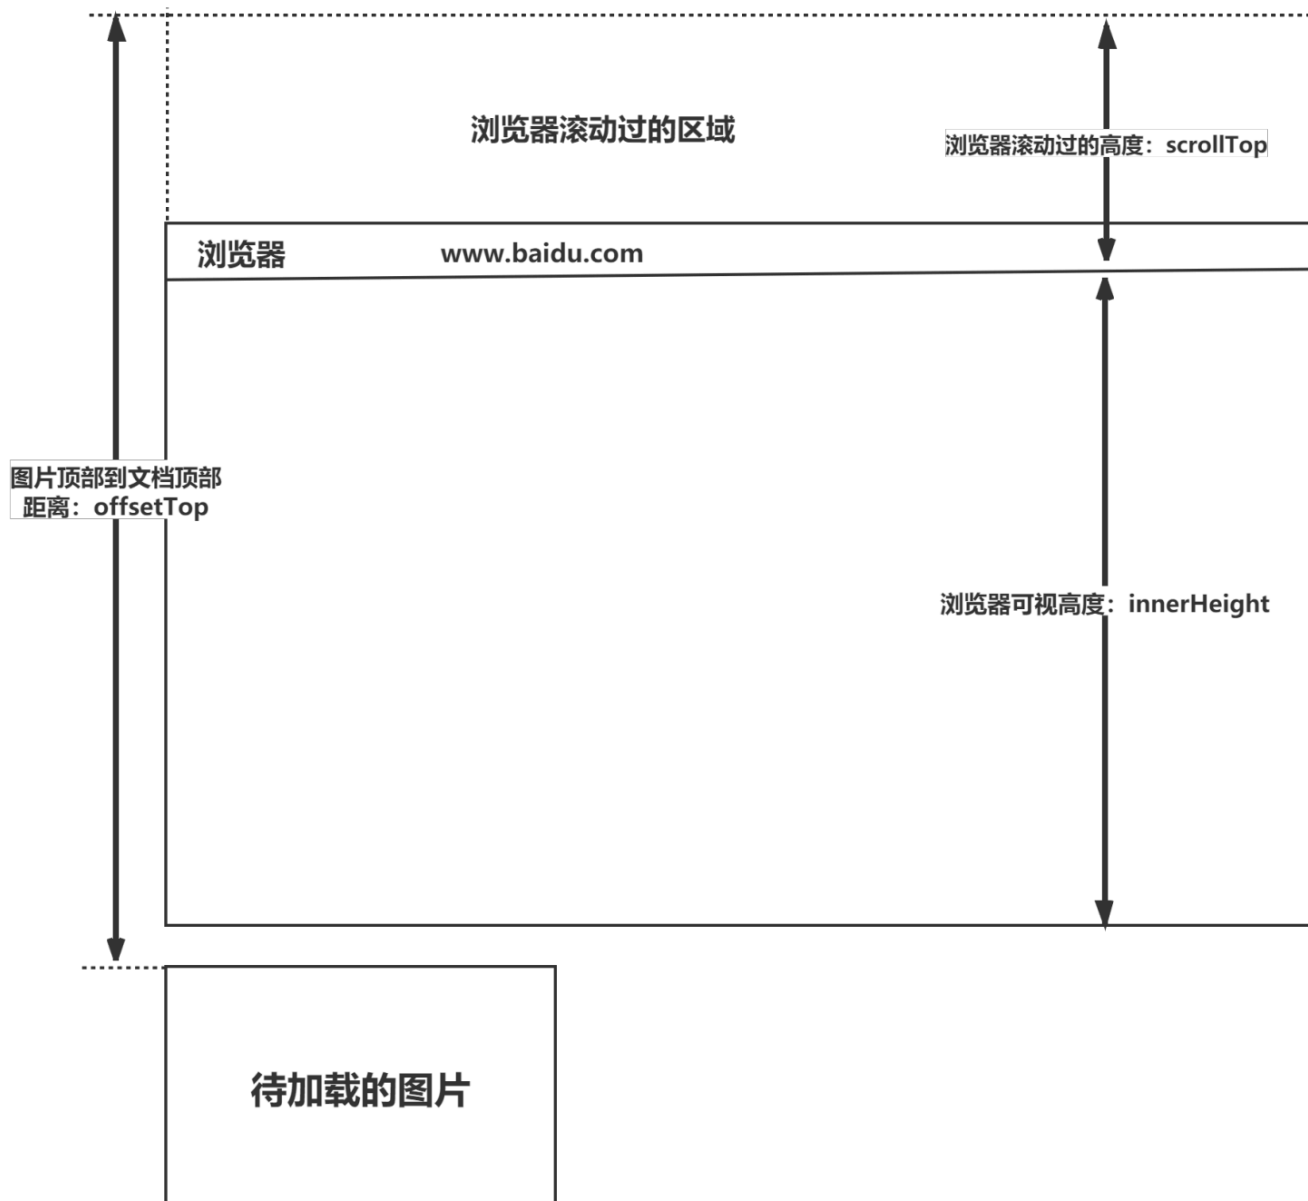 浏览器滚动过的区域
浏览器滚动过的高度：scrollTop
浏览器
www.baidu.com
图片顶部到文档顶部
距离：offsetTop
浏览器可视高度：innerHeight
待加载的图片